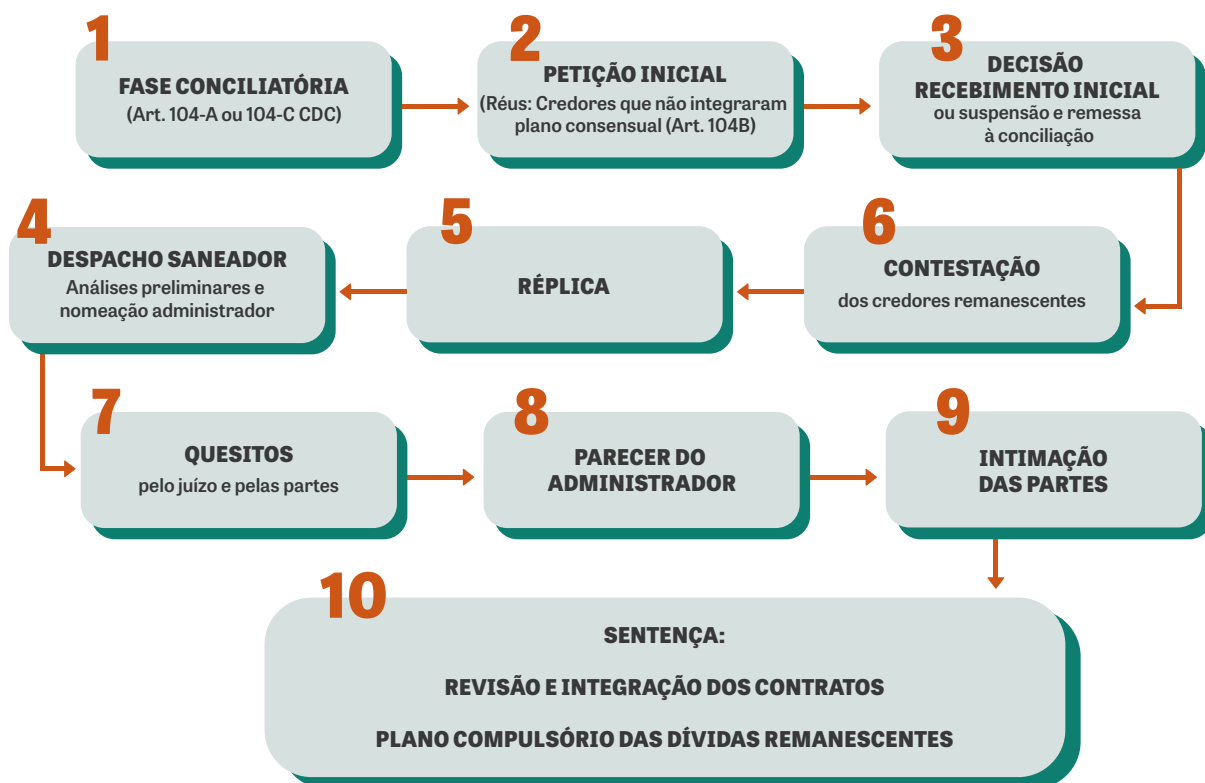 1
FASE CONCILIATÓRIA
(Art. 104-A ou 104-C CDC)
2
PETIÇÃO INICIAL
(Réus: Credores que não integraram
plano consensual (Art. 104B)
3
DECISÃO
RECEBIMENTO INICIAL
ou suspensão e remessa
à conciliação
4
DESPACHO SANEADOR
Análises preliminares e
nomeação administrador
5
RÉPLICA
6
CONTESTAÇÃO
dos credores remanescentes
7
QUESITOS
pelo juízo e pelas partes
8
PARECER DO
ADMINISTRADOR
9
INTIMAÇÃO
DAS PARTES
10
SENTENÇA:
REVISÃO E INTEGRAÇÃO DOS CONTRATOS
PLANO COMPULSÓRIO DAS DÍVIDAS REMANESCENTES